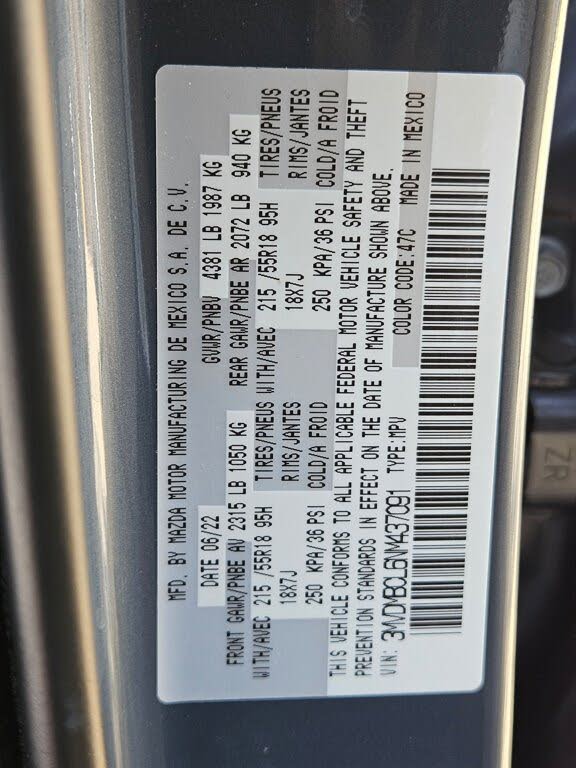 MFD. BY MAZDA MOTOR MANUFACTURING DE MEXICO S.A. DE C.V.
DATE 06/22 GVWR/PNBV 4381 LB 1987 KG
FRONT GAWR/PNBE AV 2315 LB 1050 KG REAR GAWR/PNBE AR 2072 LB 940 KG
WITH/AVEC 215 /55R18 95H TIRES/PNEUS WITH/AVEC 215 /55R18 95H TIRES/PNEUS
18X7J RIMS/JANTES 18X7J RIMS/JANTES
250 KPA/36 PSI COLD/A FROID 250 KPA/36 PSI COLD/A FROID
THIS VEHICLE CONFORMS TO ALL APPLICABLE FEDERAL MOTOR VEHICLE SAFETY AND THEFT
PREVENTION STANDARDS IN EFFECT ON THE DATE OF MANUFACTURE SHOWN ABOVE.
VIN: 3MVDMBCL6NM437091 TYPE:MPV COLOR CODE:47C MADE IN MEXICO
ZR